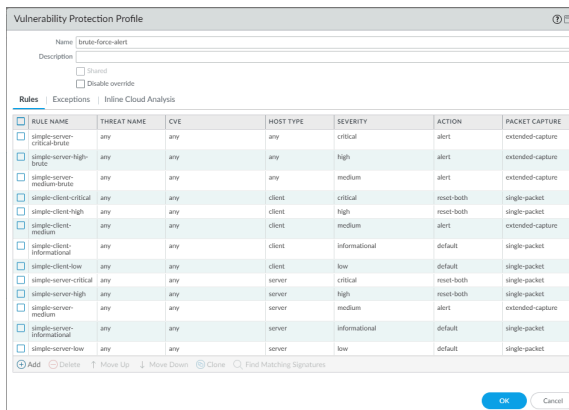 Vulnerability Protection Profile
Name brute-force-alert
Description
Shared
Disable override
Rules Exceptions Inline Cloud Analysis
RULE NAME THREAT NAME CVE HOST TYPE SEVERITY ACTION PACKET CAPTURE
simple-server-critical-brute any any any critical alert extended-capture
simple-server-high-brute any any any high alert extended-capture
simple-server-medium-brute any any any medium alert extended-capture
simple-client-critical any any client critical reset-both single-packet
simple-client-high any any client high reset-both single-packet
simple-client-medium any any client medium alert extended-capture
simple-client-informational any any client informational default single-packet
simple-client-low any any client low default single-packet
simple-server-critical any any server critical reset-both single-packet
simple-server-high any any server high reset-both single-packet
simple-server-medium any any server medium alert extended-capture
simple-server-informational any any server informational default single-packet
simple-server-low any any server low default single-packet
Add Delete Move Up Move Down Clone Find Matching Signatures
OK Cancel